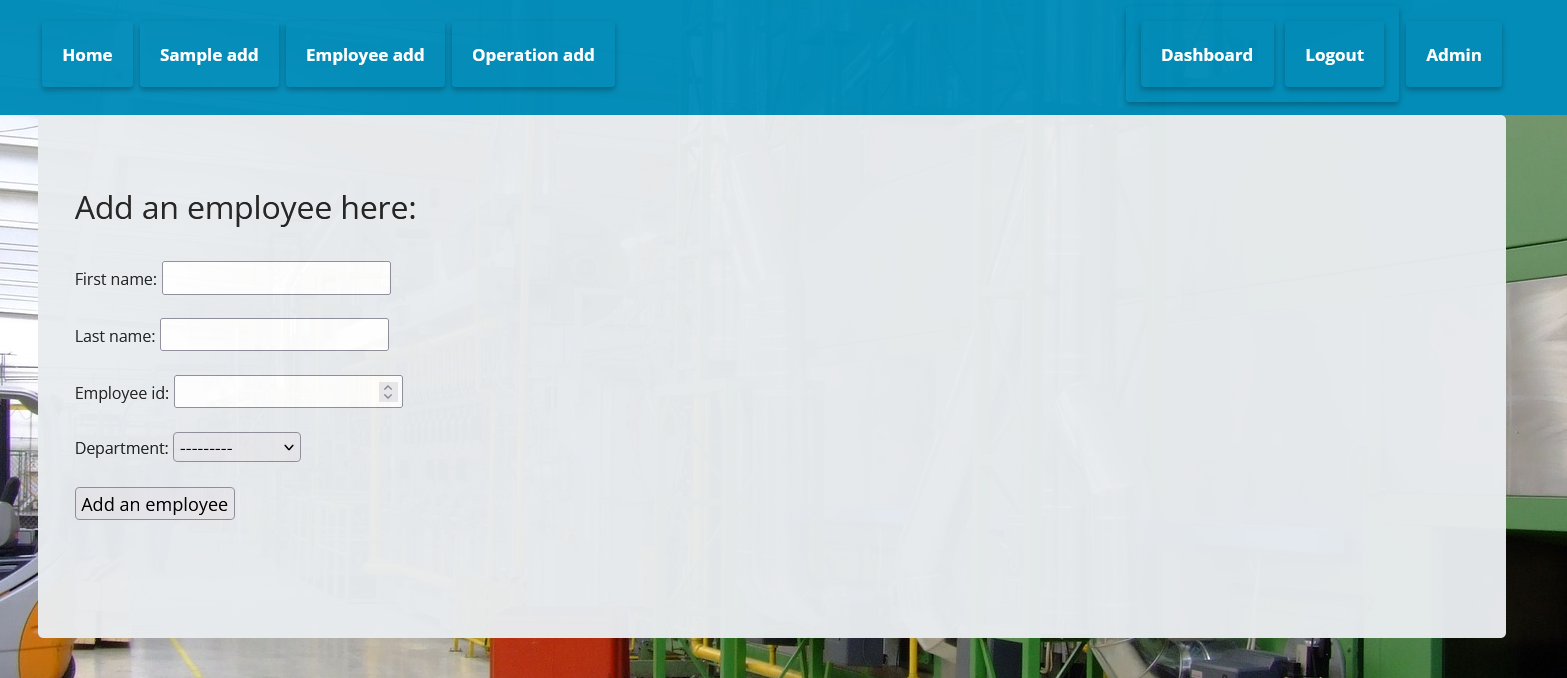 Home Sample add Employee add Operation add Dashboard Logout Admin
Add an employee here:
First name:
Last name:
Employee id:
Department: ---------
Add an employee